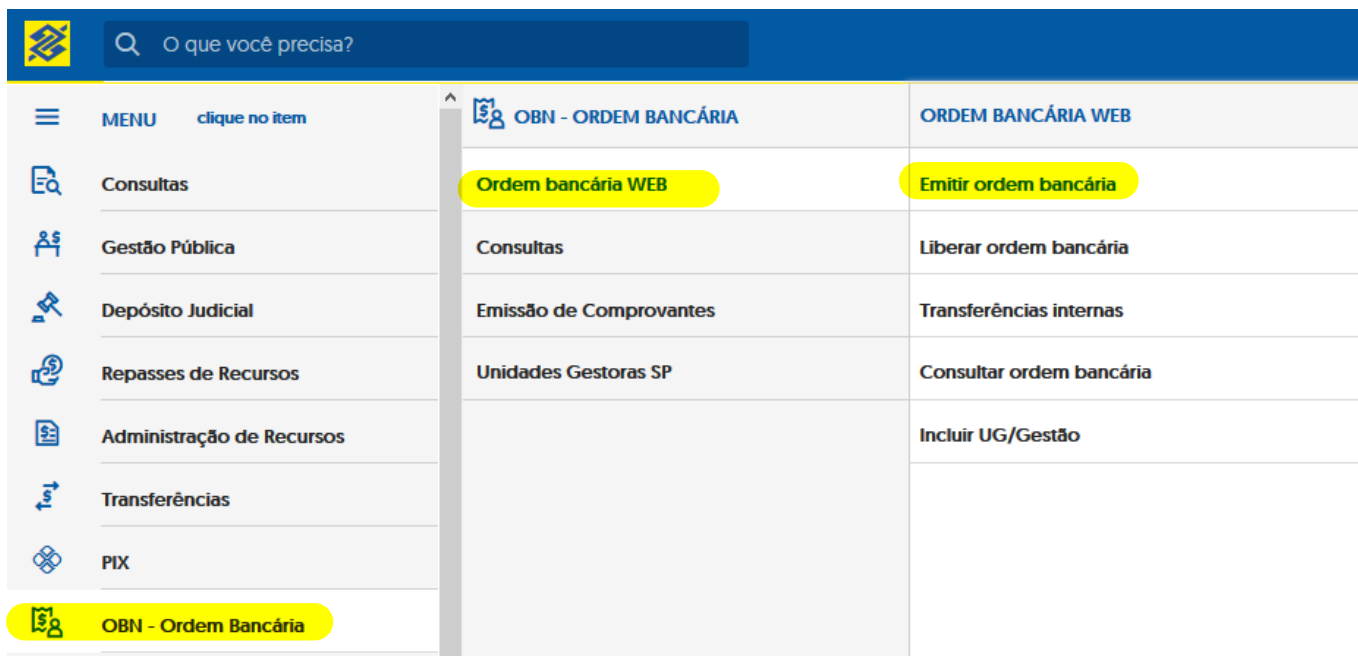 O que você precisa?
MENU clique no item
Consultas
Gestão Pública
Depósito Judicial
Repasses de Recursos
Administração de Recursos
Transferências
PIX
OBN - Ordem Bancária
OBN - ORDEM BANCÁRIA
Ordem bancária WEB
Consultas
Emissão de Comprovantes
Unidades Gestoras SP
ORDEM BANCÁRIA WEB
Emitir ordem bancária
Liberar ordem bancária
Transferências internas
Consultar ordem bancária
Incluir UG/Gestão